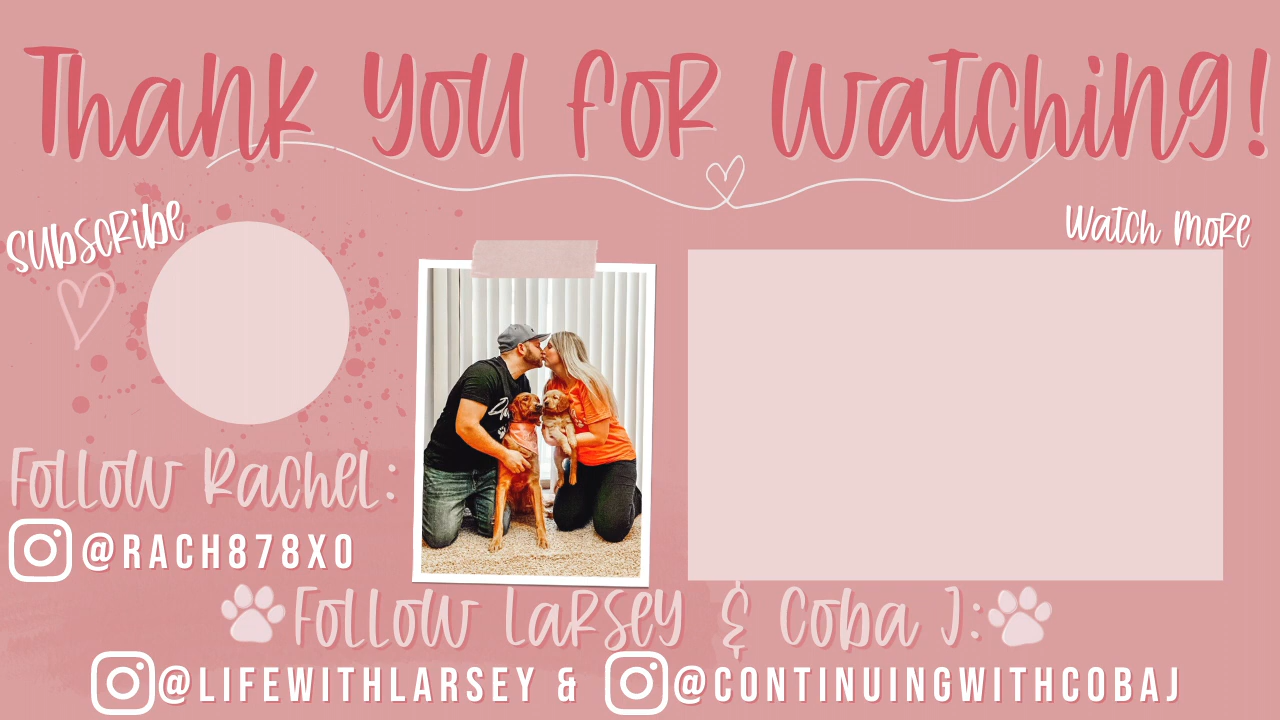 Thank you for watching!
Subscribe
Watch more
Follow Rachel:
@RACH878XO
Follow Larsey & Coba J:
@LIFEWITHLARSEY & @CONTINUINGWITHCOBAJ